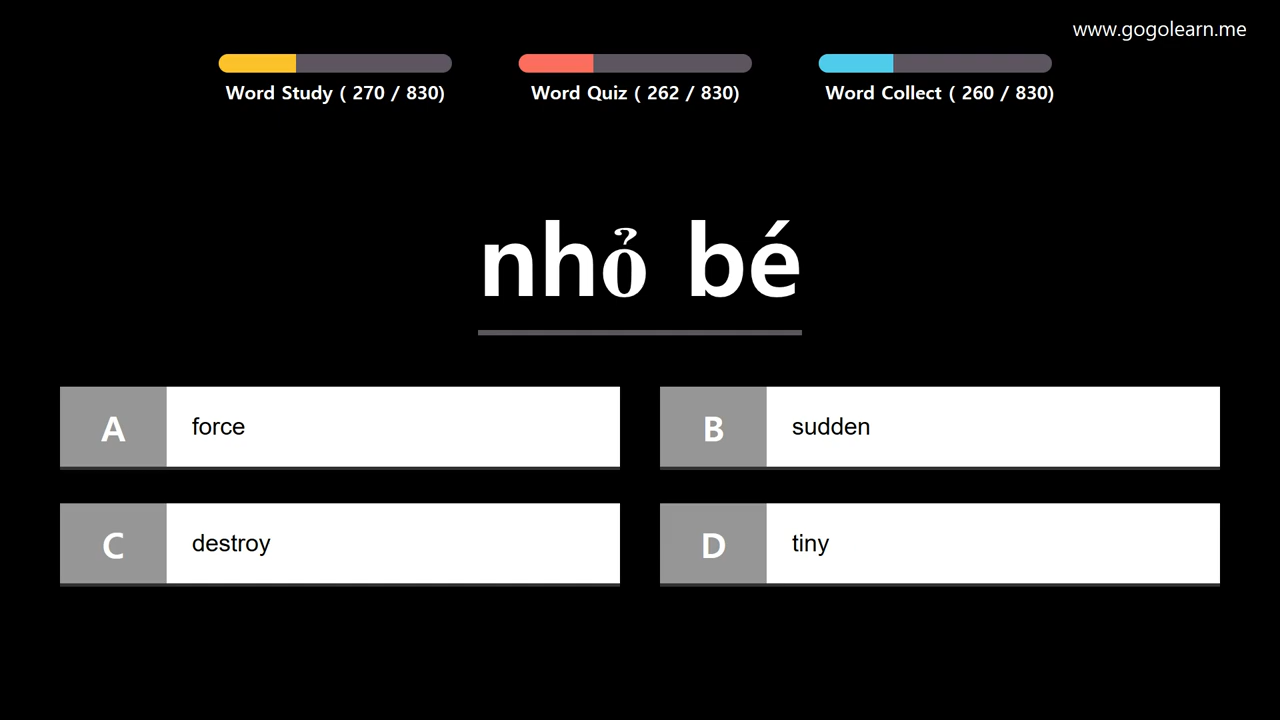 www.gogolearn.me
Word Study ( 270 / 830)
Word Quiz ( 262 / 830)
Word Collect ( 260 / 830)
nhỏ bé
A force
B sudden
C destroy
D tiny